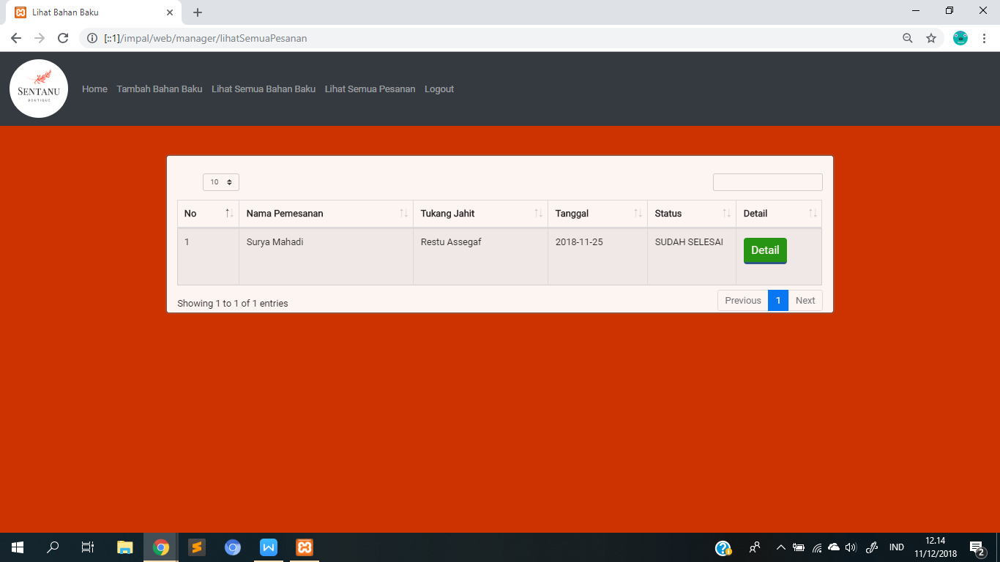 Lihat Bahan Baku
[::1]/impal/web/manager/lihatSemuaPesanan
SENTANU
BOUTIQUE
Home Tambah Bahan Baku Lihat Semua Bahan Baku Lihat Semua Pesanan Logout
10
No Nama Pemesanan Tukang Jahit Tanggal Status Detail
1 Surya Mahadi Restu Assegaf 2018-11-25 SUDAH SELESAI Detail
Showing 1 to 1 of 1 entries
Previous 1 Next
IND
12.14
11/12/2018
2